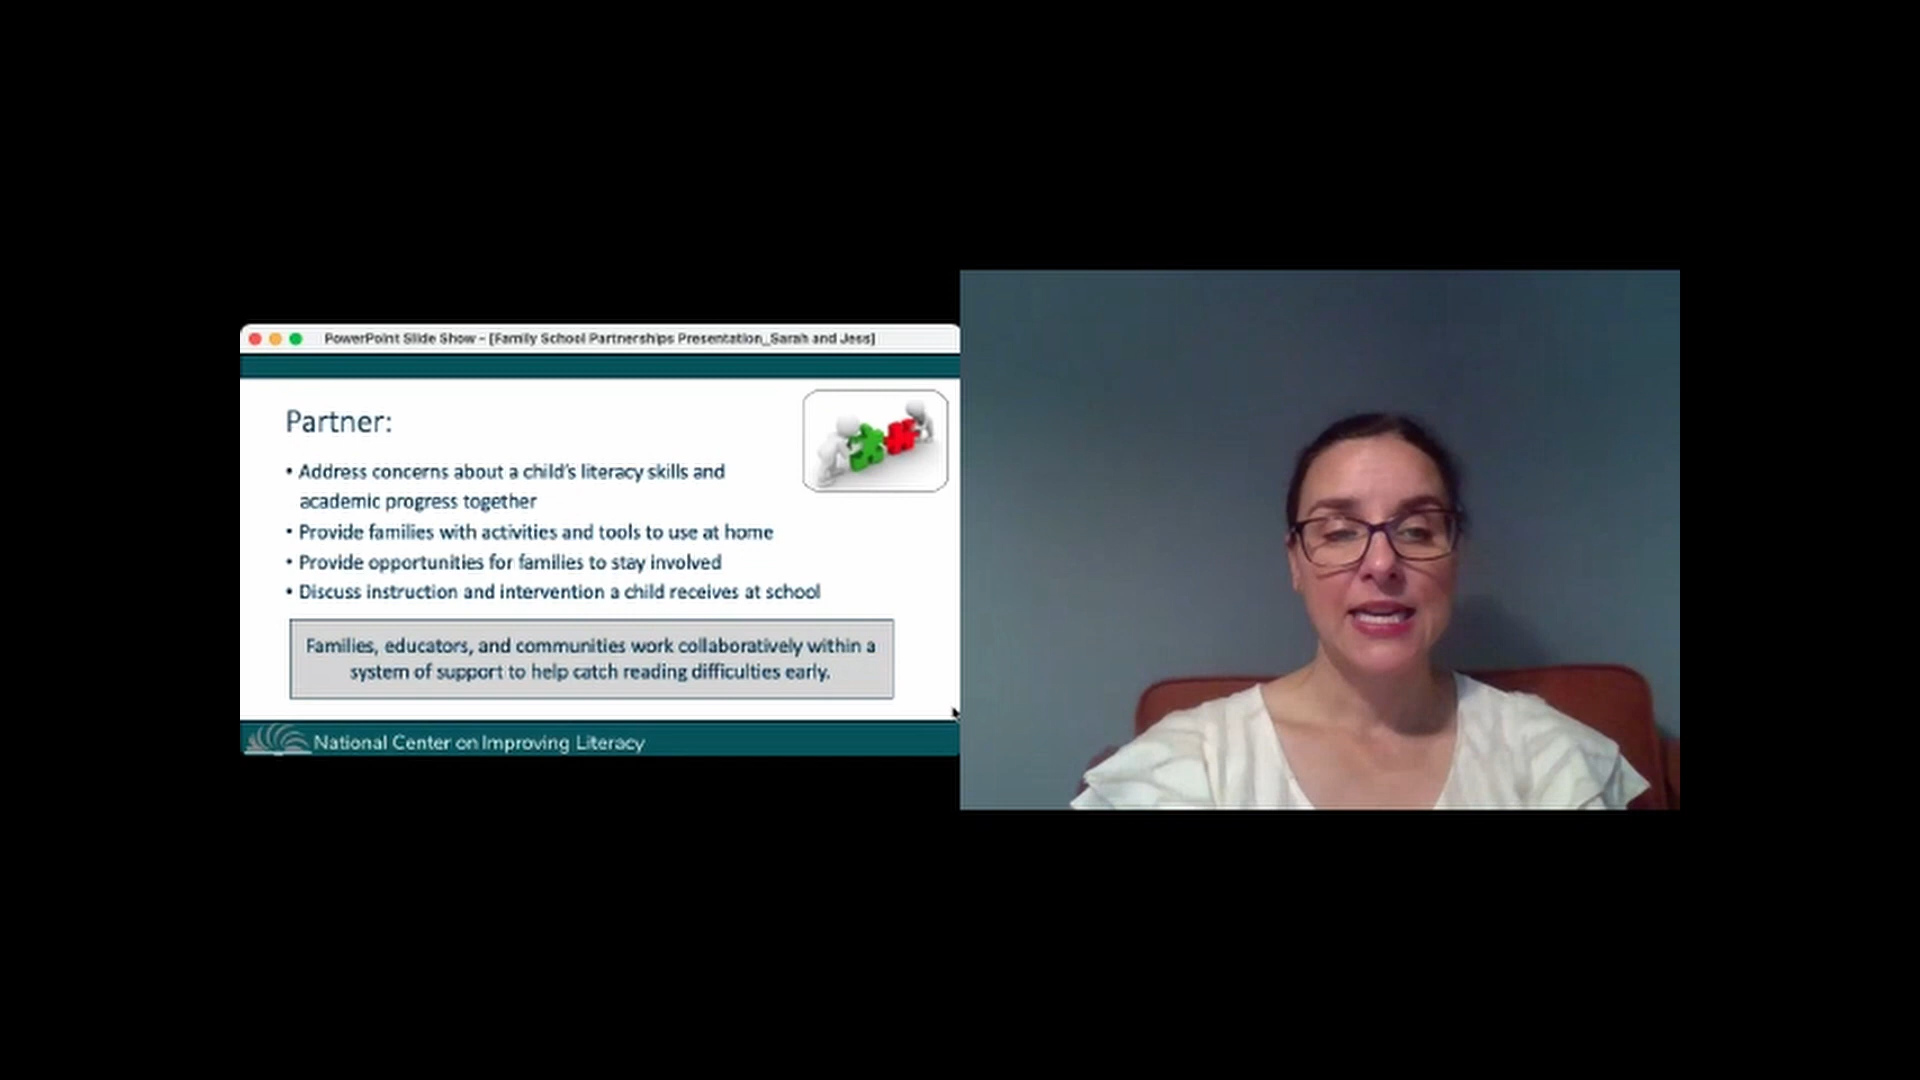 PowerPoint Slide Show - [Family School Partnerships Presentation_Sarah and Jess]
Partner:
• Address concerns about a child's literacy skills and
academic progress together
• Provide families with activities and tools to use at home
• Provide opportunities for families to stay involved
• Discuss instruction and intervention a child receives at school
Families, educators, and communities work collaboratively within a
system of support to help catch reading difficulties early.
National Center on Improving Literacy